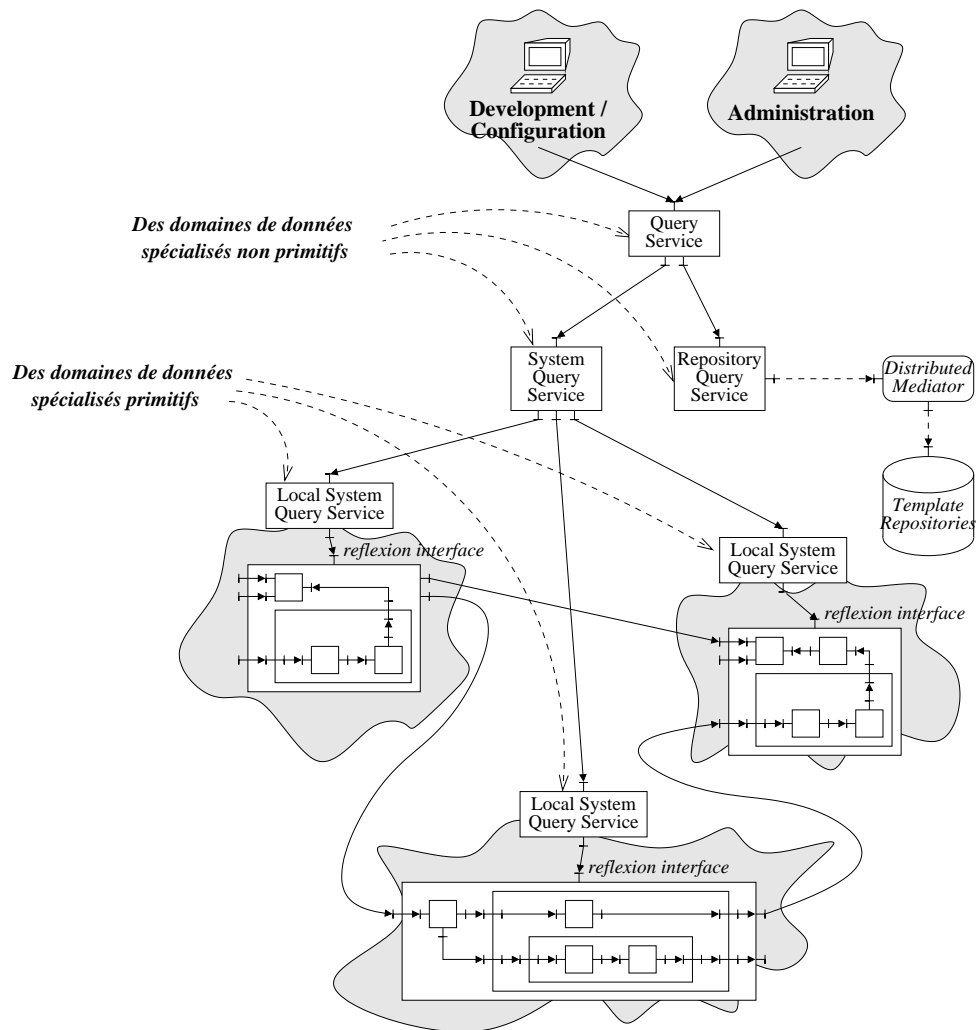 Development /
Configuration
Administration
Des domaines de données
spécialisés non primitifs
Query
Service
Des domaines de données
spécialisés primitifs
System
Query
Service
Repository
Query
Service
Distributed
Mediator
Template
Repositories
Local System
Query Service
reflexion interface
Local System
Query Service
reflexion interface
Local System
Query Service
reflexion interface